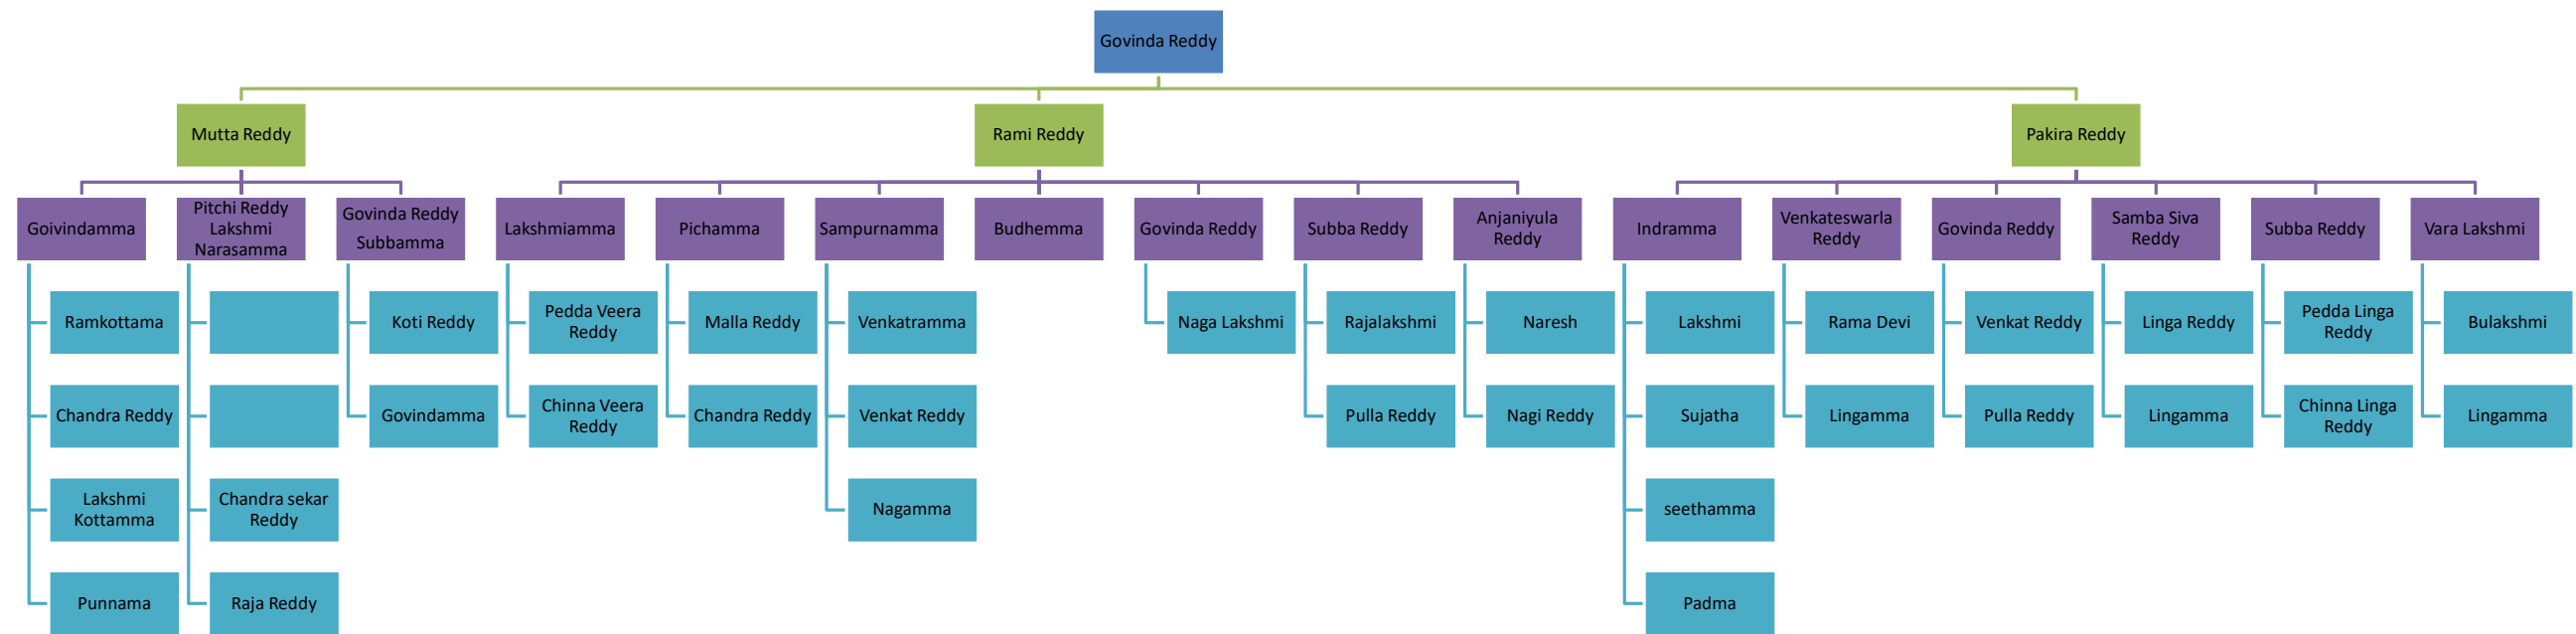 Govinda Reddy
Mutta Reddy
Rami Reddy
Pakira Reddy
Goivindamma
Pitchi Reddy
Lakshmi
Narasamma
Govinda Reddy
Subbamma
Lakshmiamma
Pichamma
Sampurnamma
Budhemma
Govinda Reddy
Subba Reddy
Anjaniyula
Reddy
Indramma
Venkateswarla
Reddy
Govinda Reddy
Samba Siva
Reddy
Subba Reddy
Vara Lakshmi
Ramkottama
Koti Reddy
Pedda Veera
Reddy
Malla Reddy
Venkatramma
Naga Lakshmi
Rajalakshmi
Naresh
Lakshmi
Rama Devi
Venkat Reddy
Linga Reddy
Pedda Linga
Reddy
Bulakshmi
Chandra Reddy
Govindamma
Chinna Veera
Reddy
Chandra Reddy
Venkat Reddy
Pulla Reddy
Nagi Reddy
Sujatha
Lingamma
Pulla Reddy
Lingamma
Chinna Linga
Reddy
Lingamma
Lakshmi
Kottamma
Chandra sekar
Reddy
Nagamma
seethamma
Punnama
Raja Reddy
Padma